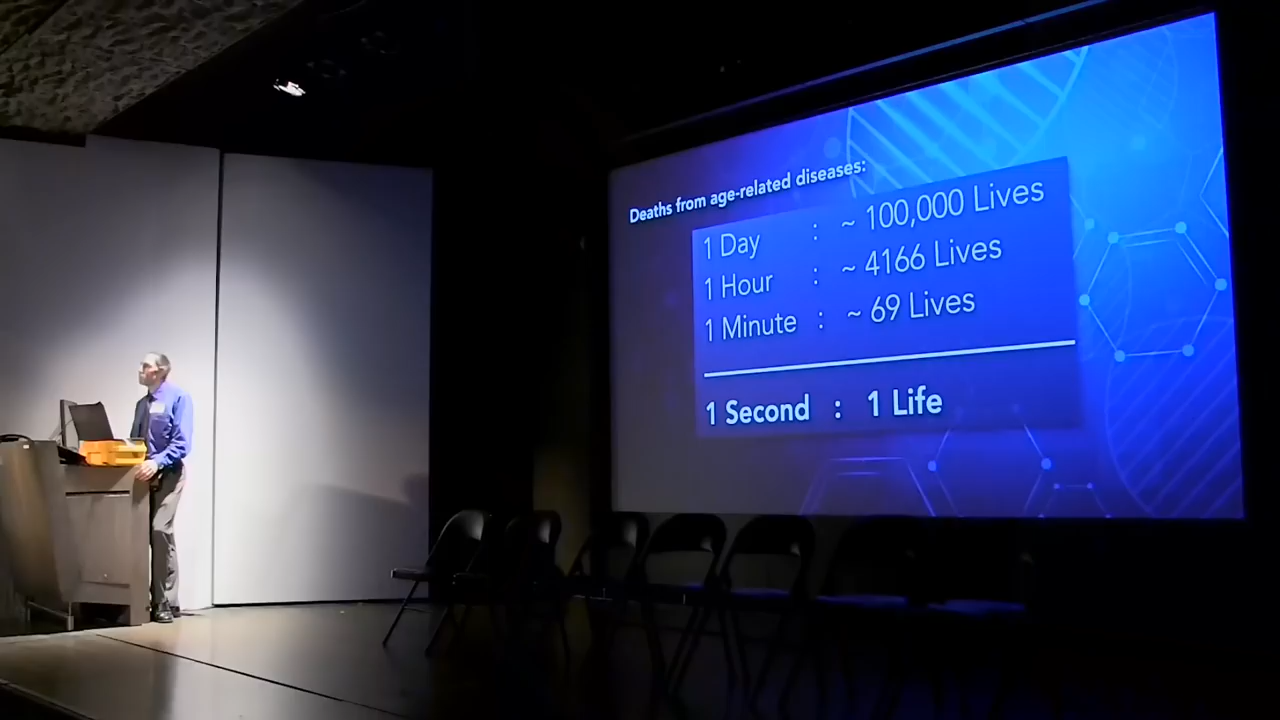 Deaths from age-related diseases:
1 Day : ~ 100,000 Lives
1 Hour : ~ 4166 Lives
1 Minute : ~ 69 Lives
1 Second : 1 Life